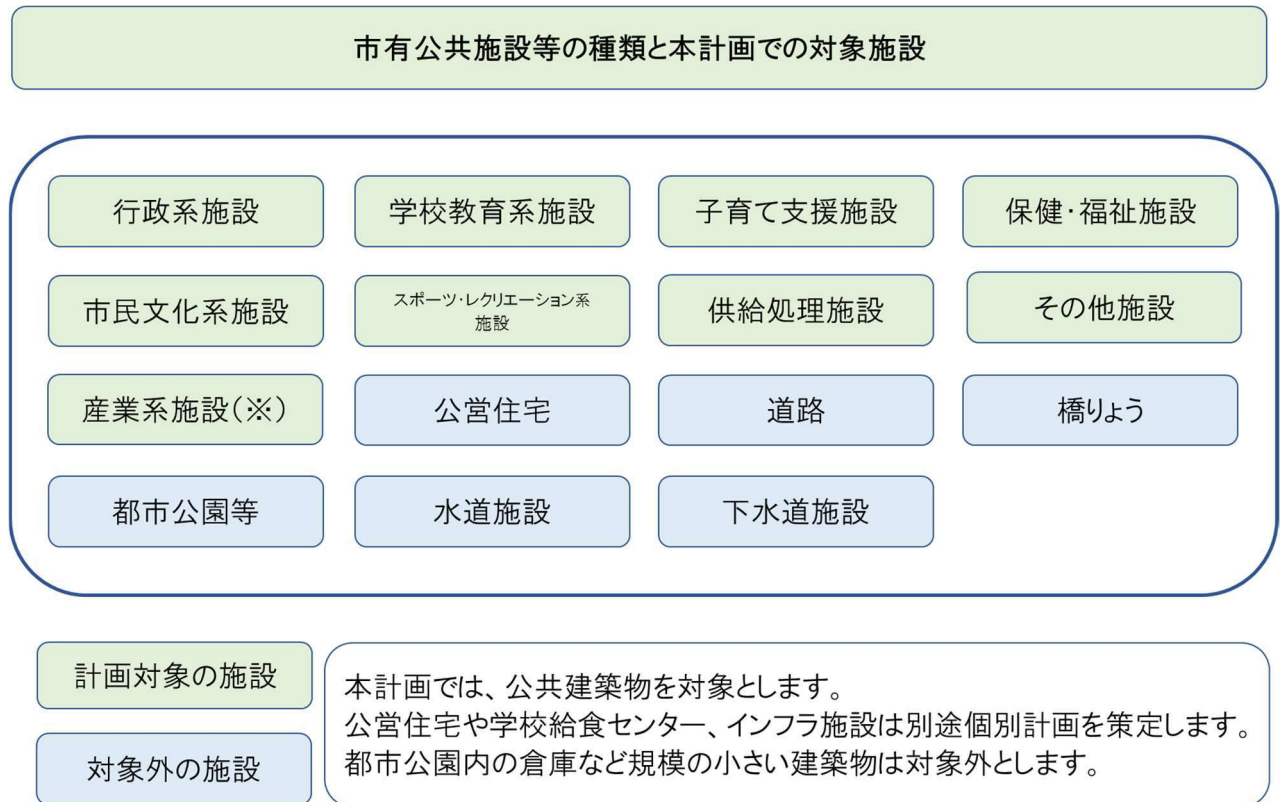 市有公共施設等の種類と本計画での対象施設
行政系施設
学校教育系施設
子育て支援施設
保健・福祉施設
市民文化系施設
スポーツ・レクリエーション系
施設
供給処理施設
その他施設
産業系施設(※)
公営住宅
道路
橋りょう
都市公園等
水道施設
下水道施設
計画対象の施設
対象外の施設
本計画では、公共建築物を対象とします。
公営住宅や学校給食センター、インフラ施設は別途個別計画を策定します。
都市公園内の倉庫など規模の小さい建築物は対象外とします。